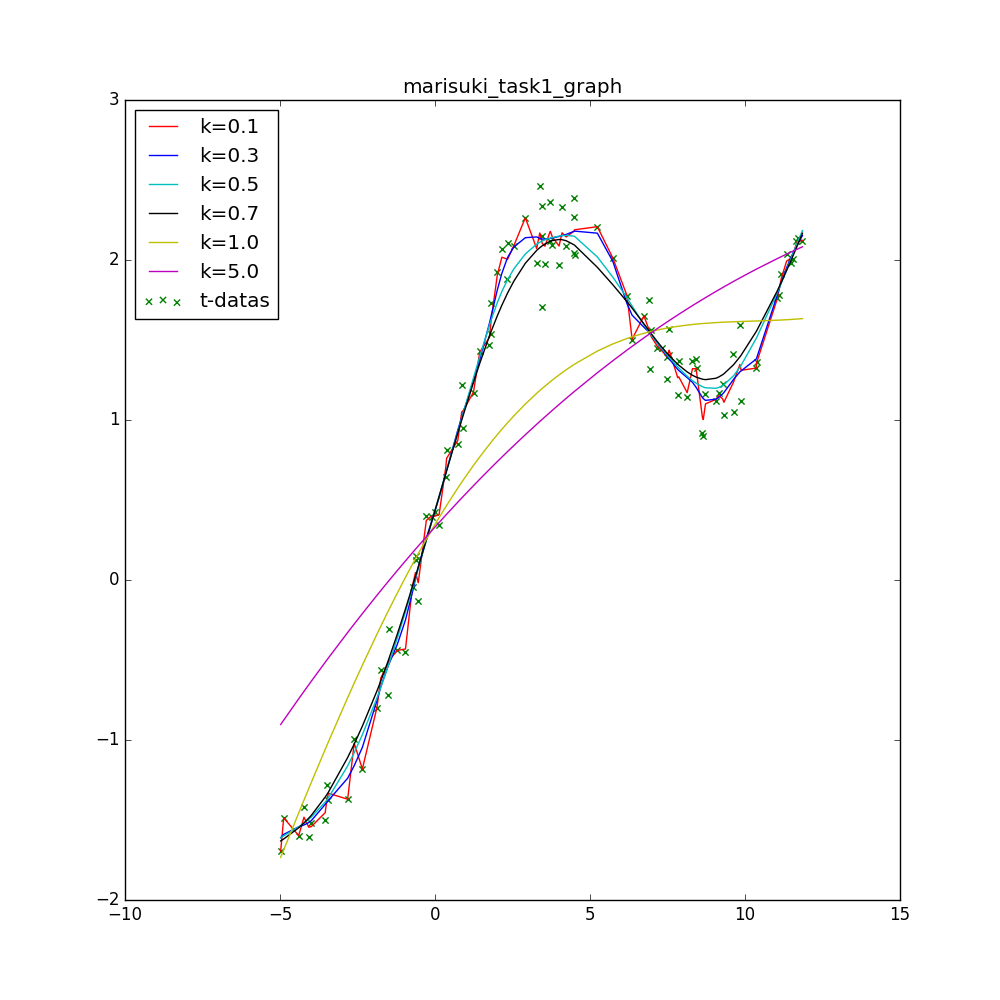 marisuki_task1_graph
3
k=0.1
k=0.3
k=0.5
k=0.7
k=1.0
k=5.0
t-datas
2
1
0
−1
−2
−10 −5 0 5 10 15